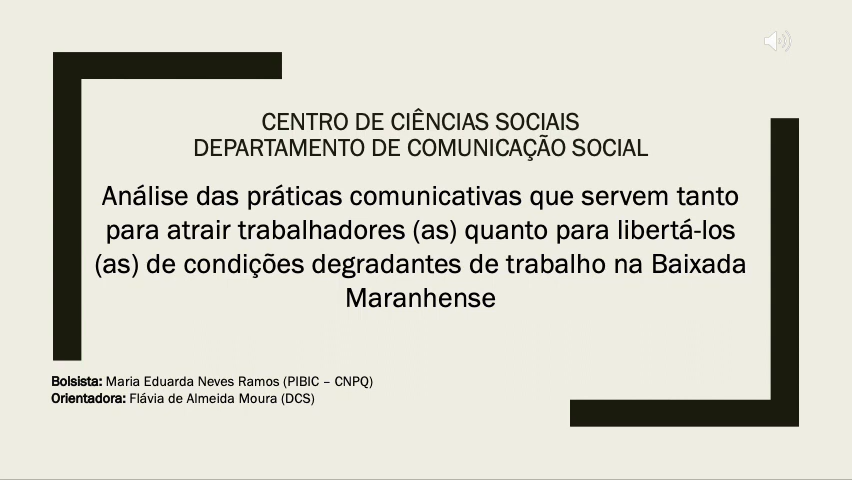 CENTRO DE CIÊNCIAS SOCIAIS
DEPARTAMENTO DE COMUNICAÇÃO SOCIAL
Análise das práticas comunicativas que servem tanto
para atrair trabalhadores (as) quanto para libertá-los
(as) de condições degradantes de trabalho na Baixada
Maranhense
Bolsista: Maria Eduarda Neves Ramos (PIBIC – CNPQ)
Orientadora: Flávia de Almeida Moura (DCS)